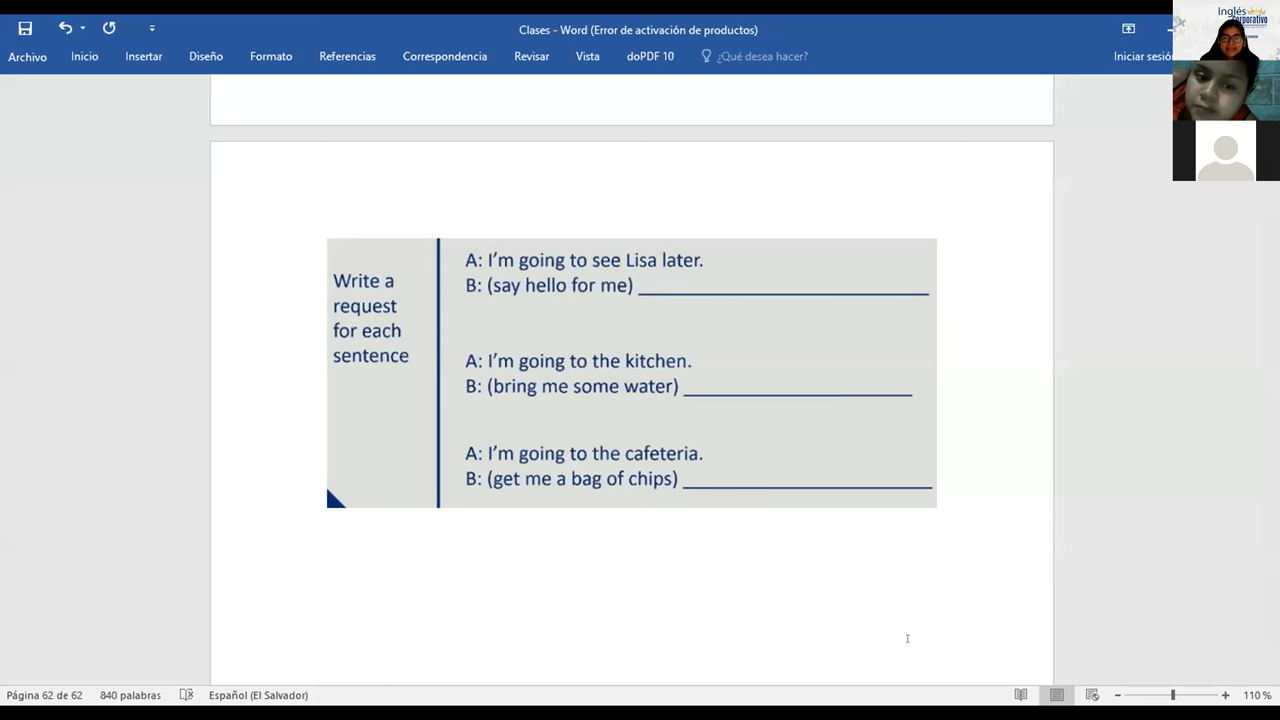 Clases - Word (Error de activación de productos)
Archivo Inicio Insertar Diseño Formato Referencias Correspondencia Revisar Vista doPDF 10 ¿Qué desea hacer? Iniciar sesió
Inglés
Corporativo
Write a
request
for each
sentence
A: I'm going to see Lisa later.
B: (say hello for me) ____________________
A: I'm going to the kitchen.
B: (bring me some water) ____________________
A: I'm going to the cafeteria.
B: (get me a bag of chips) ____________________
Página 62 de 62 840 palabras Español (El Salvador) 110 %